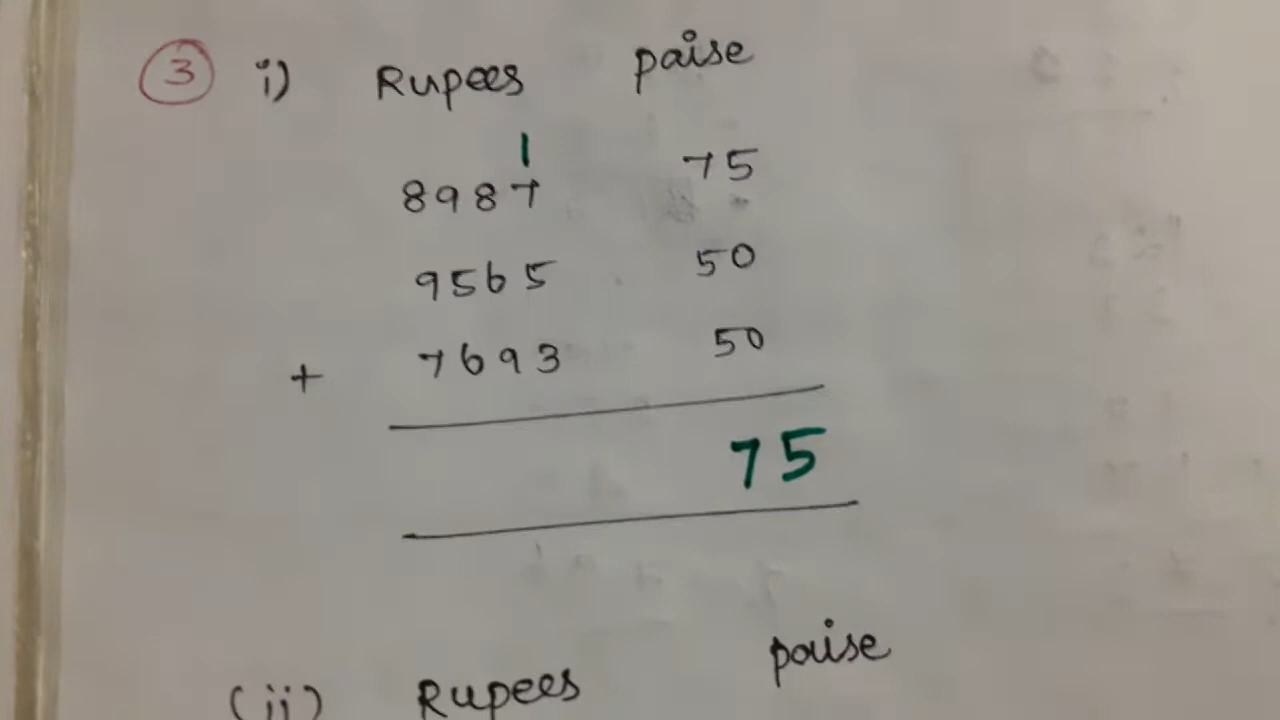 3 i) Rupees paise
1
8987 75
9565 50
+ 7693 50
75
(ii) Rupees paise